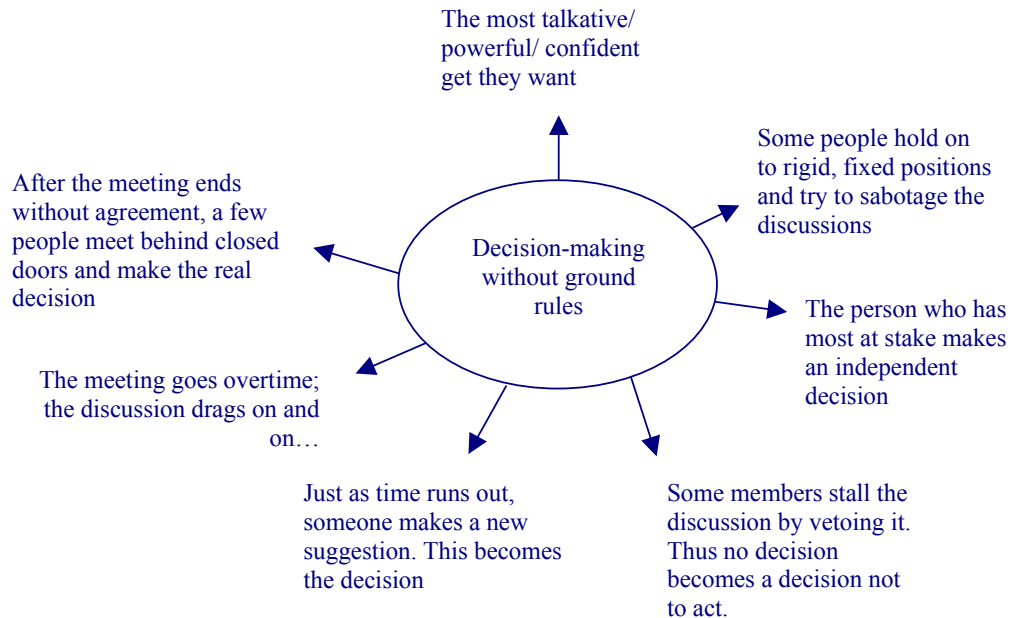 The most talkative/
powerful/ confident
get they want
Some people hold on
to rigid, fixed positions
and try to sabotage the
discussions
After the meeting ends
without agreement, a few
people meet behind closed
doors and make the real
decision
Decision-making
without ground
rules
The person who has
most at stake makes
an independent
decision
The meeting goes overtime;
the discussion drags on and
on…
Just as time runs out,
someone makes a new
suggestion. This becomes
the decision
Some members stall the
discussion by vetoing it.
Thus no decision
becomes a decision not
to act.